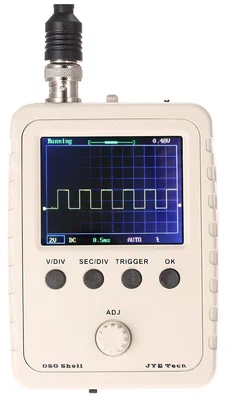 Running 0.48V
2V DC 0.5ms AUTO
V/DIV SEC/DIV TRIGGER OK
ADJ
DSO Shell JYE Tech